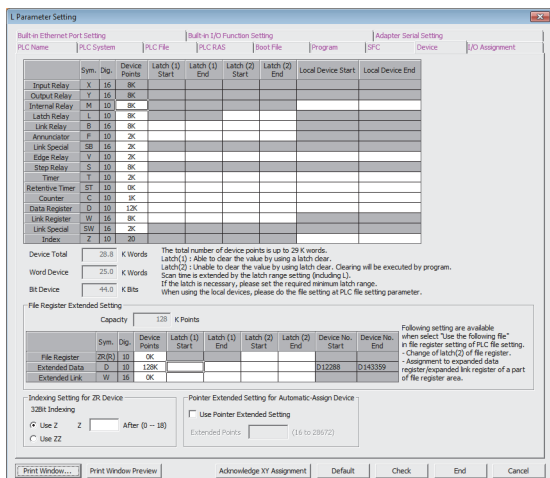 L Parameter Setting
Built-in Ethernet Port Setting Built-in I/O Function Setting Adapter Serial Setting
PLC Name PLC System PLC File PLC RAS Boot File Program SFC Device I/O Assignment
Sym. Dig. Device Points Latch (1) Start Latch (1) End Latch (2) Start Latch (2) End Local Device Start Local Device End
Input Relay X 16 8K
Output Relay Y 16 8K
Internal Relay M 10 8K
Latch Relay L 10 8K
Link Relay B 16 8K
Annunciator F 10 2K
Link Special SB 16 2K
Edge Relay V 10 2K
Step Relay S 10 8K
Timer T 10 2K
Retentive Timer ST 10 0K
Counter C 10 1K
Data Register D 10 12K
Link Register W 16 8K
Link Special SW 16 2K
Index Z 10 20
Device Total 28.8 K Words
Word Device 25.0 K Words
Bit Device 44.0 K Bits
The total number of device points is up to 29 K words.
Latch(1) : Able to clear the value by using a latch clear.
Latch(2) : Unable to clear the value by using latch clear. Clearing will be executed by program.
Scan time is extended by the latch range setting (including L).
If the latch is necessary, please set the required minimum latch range.
When using the local devices, please do the file setting at PLC file setting parameter.
File Register Extended Setting
Capacity 128 K Points
Sym. Dig. Device Points Latch (1) Start Latch (1) End Latch (2) Start Latch (2) End Device No. Start Device No. End
File Register ZR(R) 10 0K
Extended Data D 10 128K D12288 D143359
Extended Link W 16 0K
Following setting are available
when select "Use the following file"
in file register setting of PLC file setting.
- Change of latch(2) of file register.
- Assignment to expanded data
register/expanded link register of a part
of file register area.
Indexing Setting for ZR Device
32Bit Indexing
Use Z Z After (0 -- 18)
Use ZZ
Pointer Extended Setting for Automatic-Assign Device
Use Pointer Extended Setting
Extended Points (16 to 28672)
Print Window... Print Window Preview Acknowledge XY Assignment Default Check End Cancel